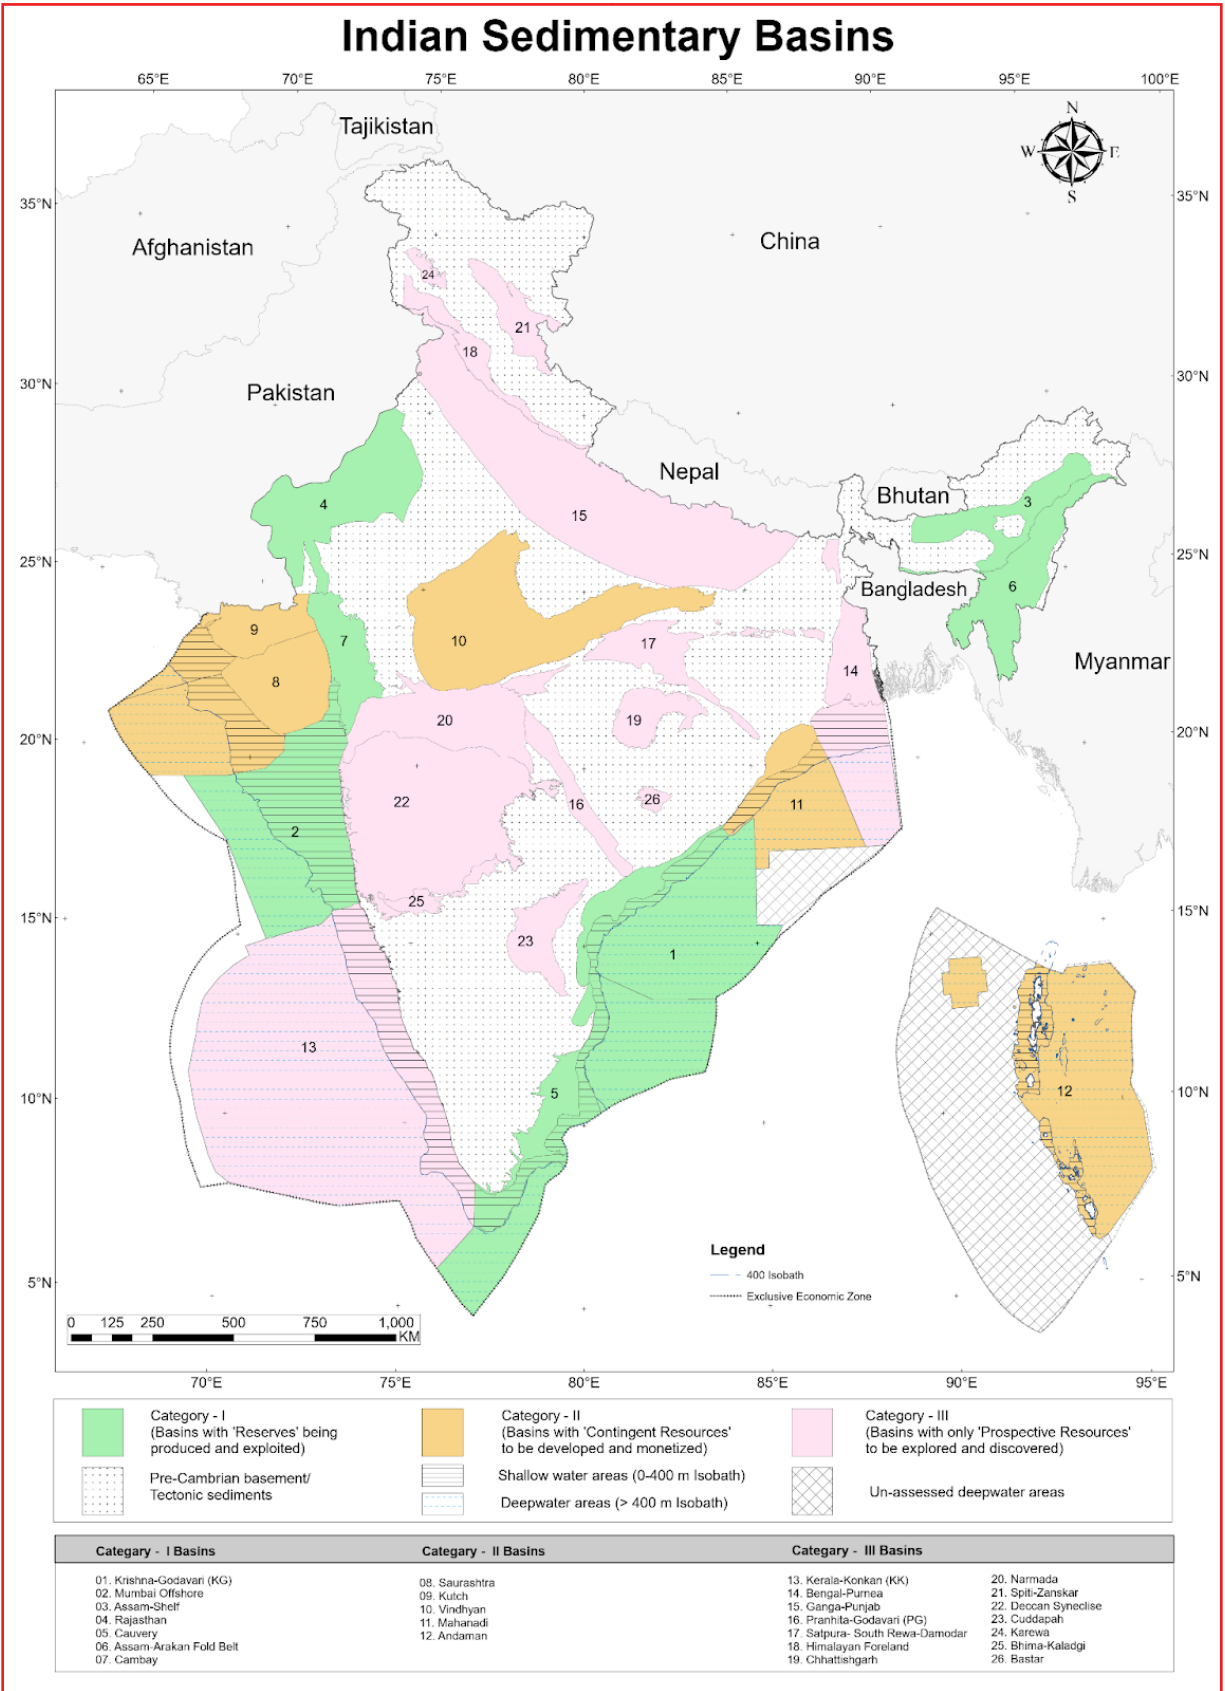 Indian Sedimentary Basins
65°E 70°E 75°E 80°E 85°E 90°E 95°E 100°E
Tajikistan
N
W E
S
35°N 35°N
Afghanistan
China
24
21
18
30°N 30°N
Pakistan
Nepal
Bhutan
3
4
15
25°N 25°N
Bangladesh
6
9
7
10
17
14
Myanmar
8
20
19
20°N 20°N
22
16
26
11
2
25
15°N 15°N
23
1
13
10°N 10°N
5
12
Legend
400 Isobath
Exclusive Economic Zone
5°N 5°N
0 125 250 500 750 1,000
KM
70°E 75°E 80°E 85°E 90°E 95°E
Category - I
(Basins with 'Reserves' being
produced and exploited)
Category - II
(Basins with 'Contingent Resources'
to be developed and monetized)
Category - III
(Basins with only 'Prospective Resources'
to be explored and discovered)
Pre-Cambrian basement/
Tectonic sediments
Shallow water areas (0-400 m Isobath)
Deepwater areas (> 400 m Isobath)
Un-assessed deepwater areas
Category - I Basins
01. Krishna-Godavari (KG)
02. Mumbai Offshore
03. Assam-Shelf
04. Rajasthan
05. Cauvery
06. Assam-Arakan Fold Belt
07. Cambay
Category - II Basins
08. Saurashtra
09. Kutch
10. Vindhyan
11. Mahanadi
12. Andaman
Category - III Basins
13. Kerala-Konkan (KK)
14. Bengal-Purnea
15. Ganga-Punjab
16. Pranhita-Godavari (PG)
17. Satpura- South Rewa-Damodar
18. Himalayan Foreland
19. Chhattishgarh
20. Narmada
21. Spiti-Zanskar
22. Deccan Syneclise
23. Cuddapah
24. Karewa
25. Bhima-Kaladgi
26. Bastar